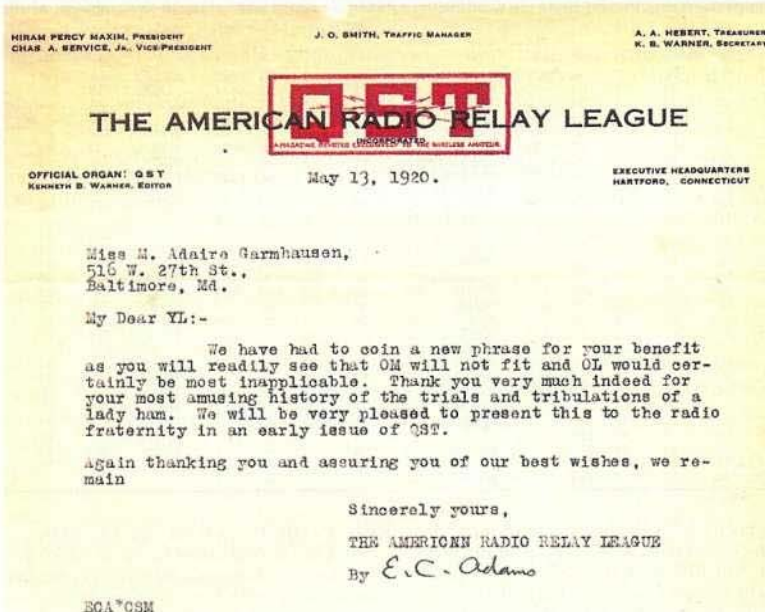 HIRAM PERCY MAXIM, PRESIDENT
CHAS A. SERVICE, JR., VICE-PRESIDENT
J. O. SMITH, TRAFFIC MANAGER
A. A. HEBERT, TREASURER
K. B. WARNER, SECRETARY
QST
THE AMERICAN RADIO RELAY LEAGUE
INCORPORATED
A MAGAZINE DEVOTED EXCLUSIVELY TO THE WIRELESS AMATEUR
OFFICIAL ORGAN: QST
KENNETH B. WARNER, EDITOR
May 13, 1920.
EXECUTIVE HEADQUARTERS
HARTFORD, CONNECTICUT
Miss M. Adaire Garmhausen,
516 W. 27th St.,
Baltimore, Md.
My Dear YL:-
We have had to coin a new phrase for your benefit
as you will readily see that OM will not fit and OL would cer-
tainly be most inapplicable. Thank you very much indeed for
your most amusing history of the trials and tribulations of a
lady ham. We will be very pleased to present this to the radio
fraternity in an early issue of QST.
Again thanking you and assuring you of our best wishes, we re-
main
Sincerely yours,
THE AMERICNN RADIO RELAY LEAGUE
By E. C. Adams
ECA*CSM